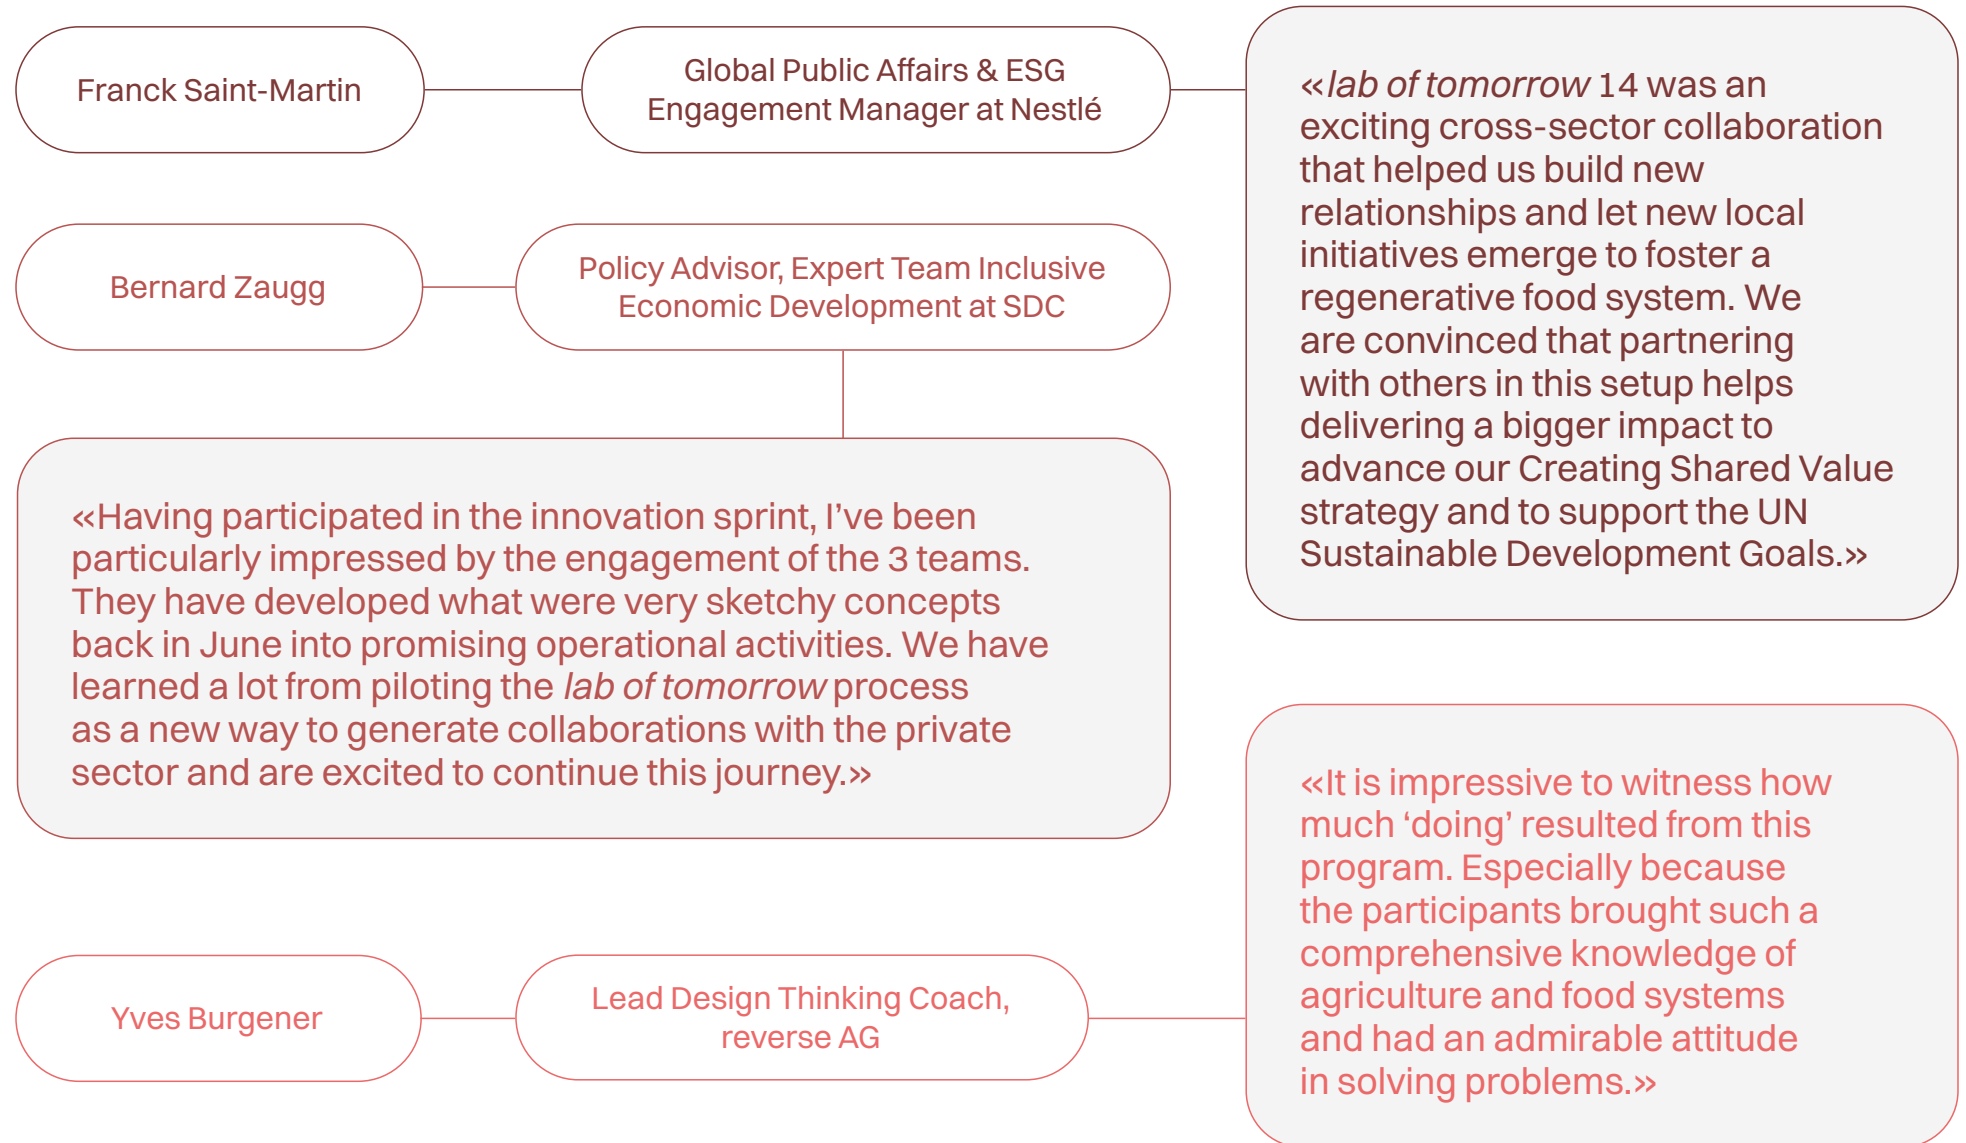 Franck Saint-Martin
Global Public Affairs & ESG
Engagement Manager at Nestlé
«lab of tomorrow 14 was an
exciting cross-sector collaboration
that helped us build new
relationships and let new local
initiatives emerge to foster a
regenerative food system. We
are convinced that partnering
with others in this setup helps
delivering a bigger impact to
advance our Creating Shared Value
strategy and to support the UN
Sustainable Development Goals.»
Bernard Zaugg
Policy Advisor, Expert Team Inclusive
Economic Development at SDC
«Having participated in the innovation sprint, I’ve been
particularly impressed by the engagement of the 3 teams.
They have developed what were very sketchy concepts
back in June into promising operational activities. We have
learned a lot from piloting the lab of tomorrow process
as a new way to generate collaborations with the private
sector and are excited to continue this journey.»
Yves Burgener
Lead Design Thinking Coach,
reverse AG
«It is impressive to witness how
much ‘doing’ resulted from this
program. Especially because
the participants brought such a
comprehensive knowledge of
agriculture and food systems
and had an admirable attitude
in solving problems.»